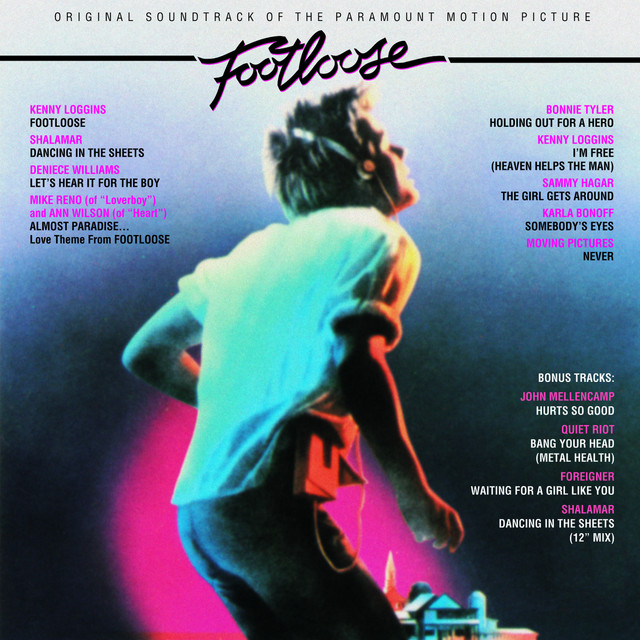 ORIGINAL SOUNDTRACK OF THE PARAMOUNT MOTION PICTURE
Footloose
KENNY LOGGINS
FOOTLOOSE
SHALAMAR
DANCING IN THE SHEETS
DENIECE WILLIAMS
LET'S HEAR IT FOR THE BOY
MIKE RENO (of "Loverboy")
and ANN WILSON (of "Heart")
ALMOST PARADISE...
Love Theme From FOOTLOOSE
BONNIE TYLER
HOLDING OUT FOR A HERO
KENNY LOGGINS
I'M FREE
(HEAVEN HELPS THE MAN)
SAMMY HAGAR
THE GIRL GETS AROUND
KARLA BONOFF
SOMEBODY'S EYES
MOVING PICTURES
NEVER
BONUS TRACKS:
JOHN MELLENCAMP
HURTS SO GOOD
QUIET RIOT
BANG YOUR HEAD
(METAL HEALTH)
FOREIGNER
WAITING FOR A GIRL LIKE YOU
SHALAMAR
DANCING IN THE SHEETS
(12" MIX)